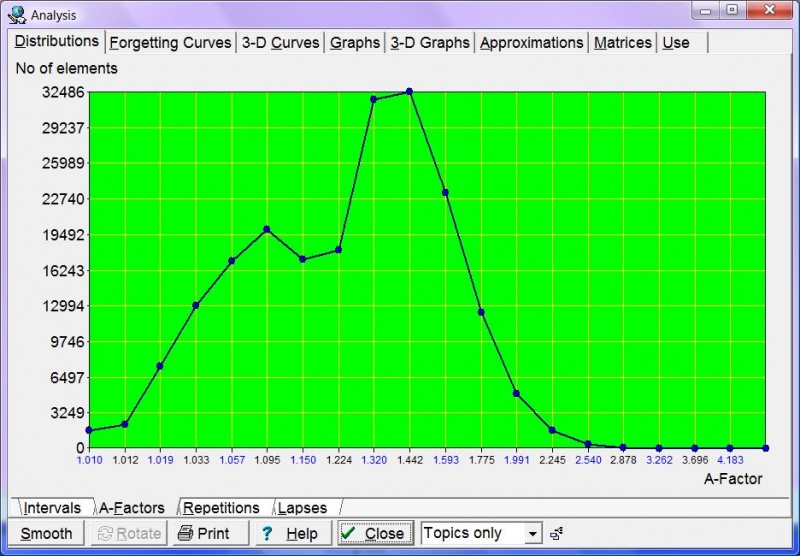 Analysis
Distributions Forgetting Curves 3-D Curves Graphs 3-D Graphs Approximations Matrices Use
No of elements
32486
29237
25989
22740
19492
16243
12994
9746
6497
3249
0
1.010 1.012 1.019 1.033 1.057 1.095 1.150 1.224 1.320 1.442 1.593 1.775 1.991 2.245 2.540 2.878 3.262 3.696 4.183
A-Factor
Intervals A-Factors Repetitions Lapses
Smooth Rotate Print ? Help Close Topics only